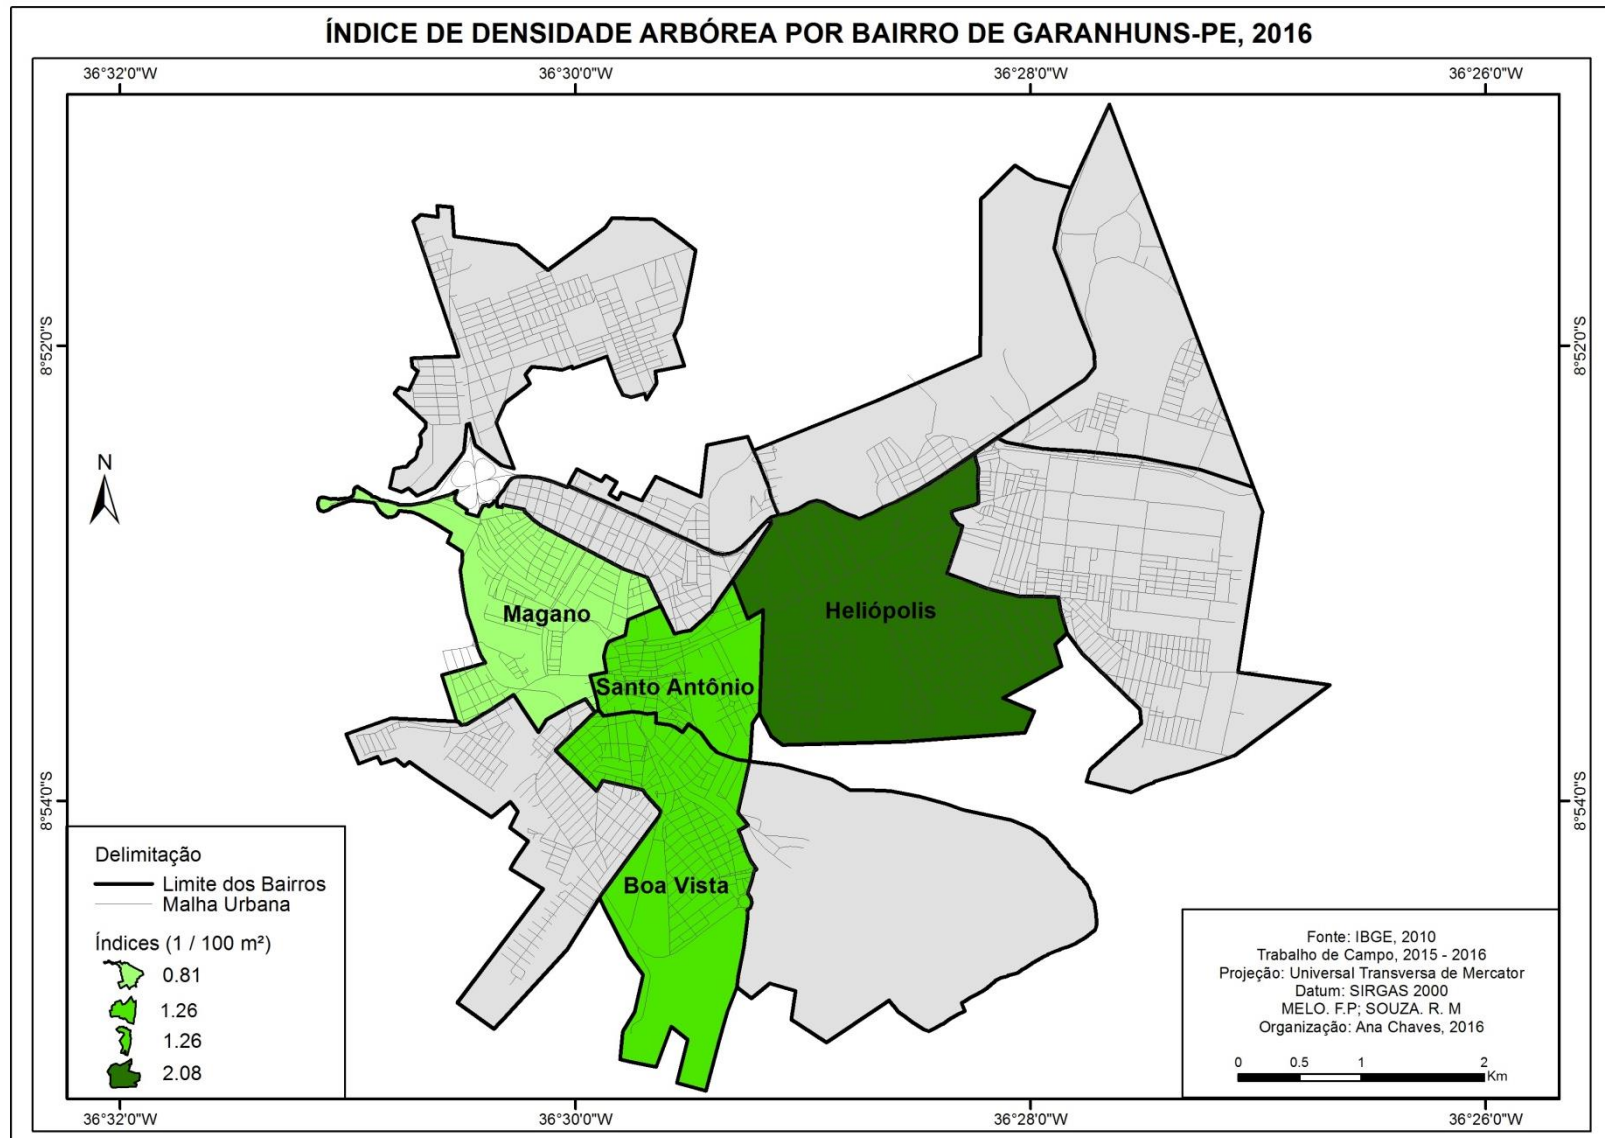 ÍNDICE DE DENSIDADE ARBÓREA POR BAIRRO DE GARANHUNS-PE, 2016
36°32'0"W
36°30'0"W
36°28'0"W
36°26'0"W
8°52'0"S
8°52'0"S
N
Magano
Heliópolis
Santo Antônio
8°54'0"S
8°54'0"S
Boa Vista
Delimitação
Limite dos Bairros
Malha Urbana
Índices (1 / 100 m²)
0.81
1.26
1.26
2.08
Fonte: IBGE, 2010
Trabalho de Campo, 2015 - 2016
Projeção: Universal Transversa de Mercator
Datum: SIRGAS 2000
MELO. F.P; SOUZA. R. M
Organização: Ana Chaves, 2016
0 0.5 1 2
Km
36°32'0"W
36°30'0"W
36°28'0"W
36°26'0"W